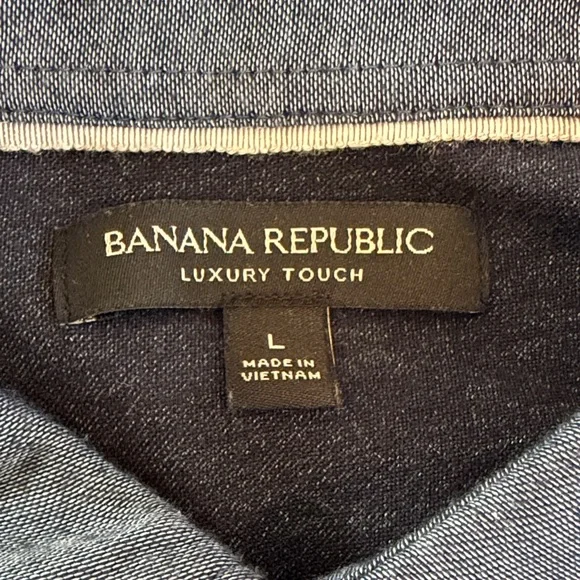 BANANA REPUBLIC
LUXURY TOUCH
L
MADE IN
VIETNAM